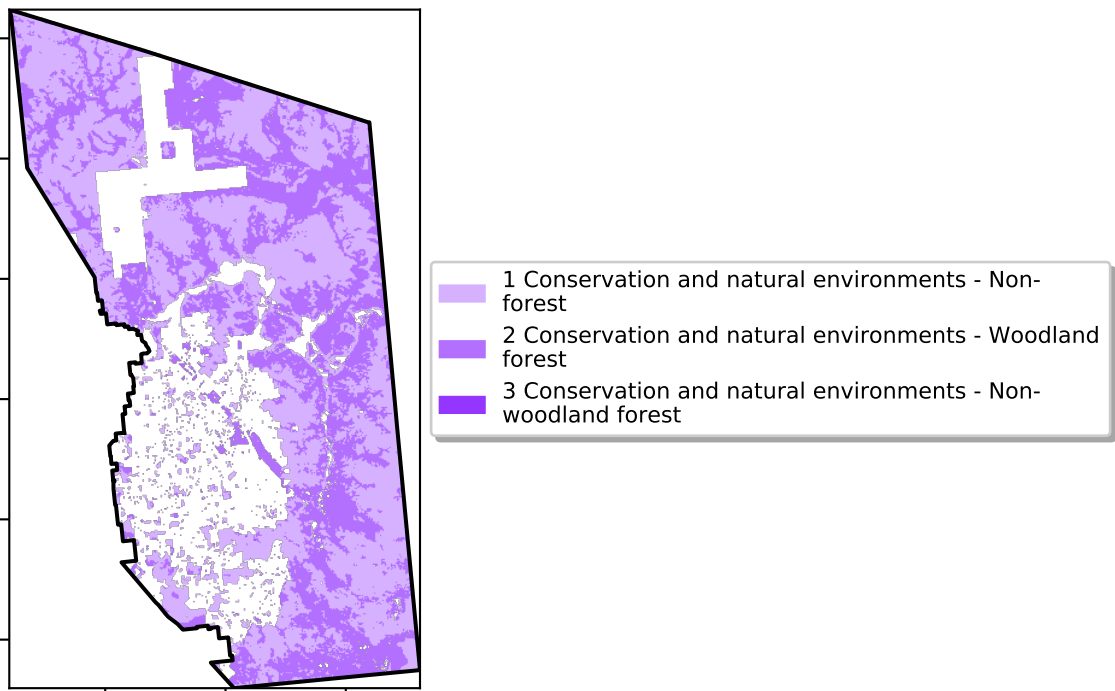 1 Conservation and natural environments - Non-
forest
2 Conservation and natural environments - Woodland
forest
3 Conservation and natural environments - Non-
woodland forest